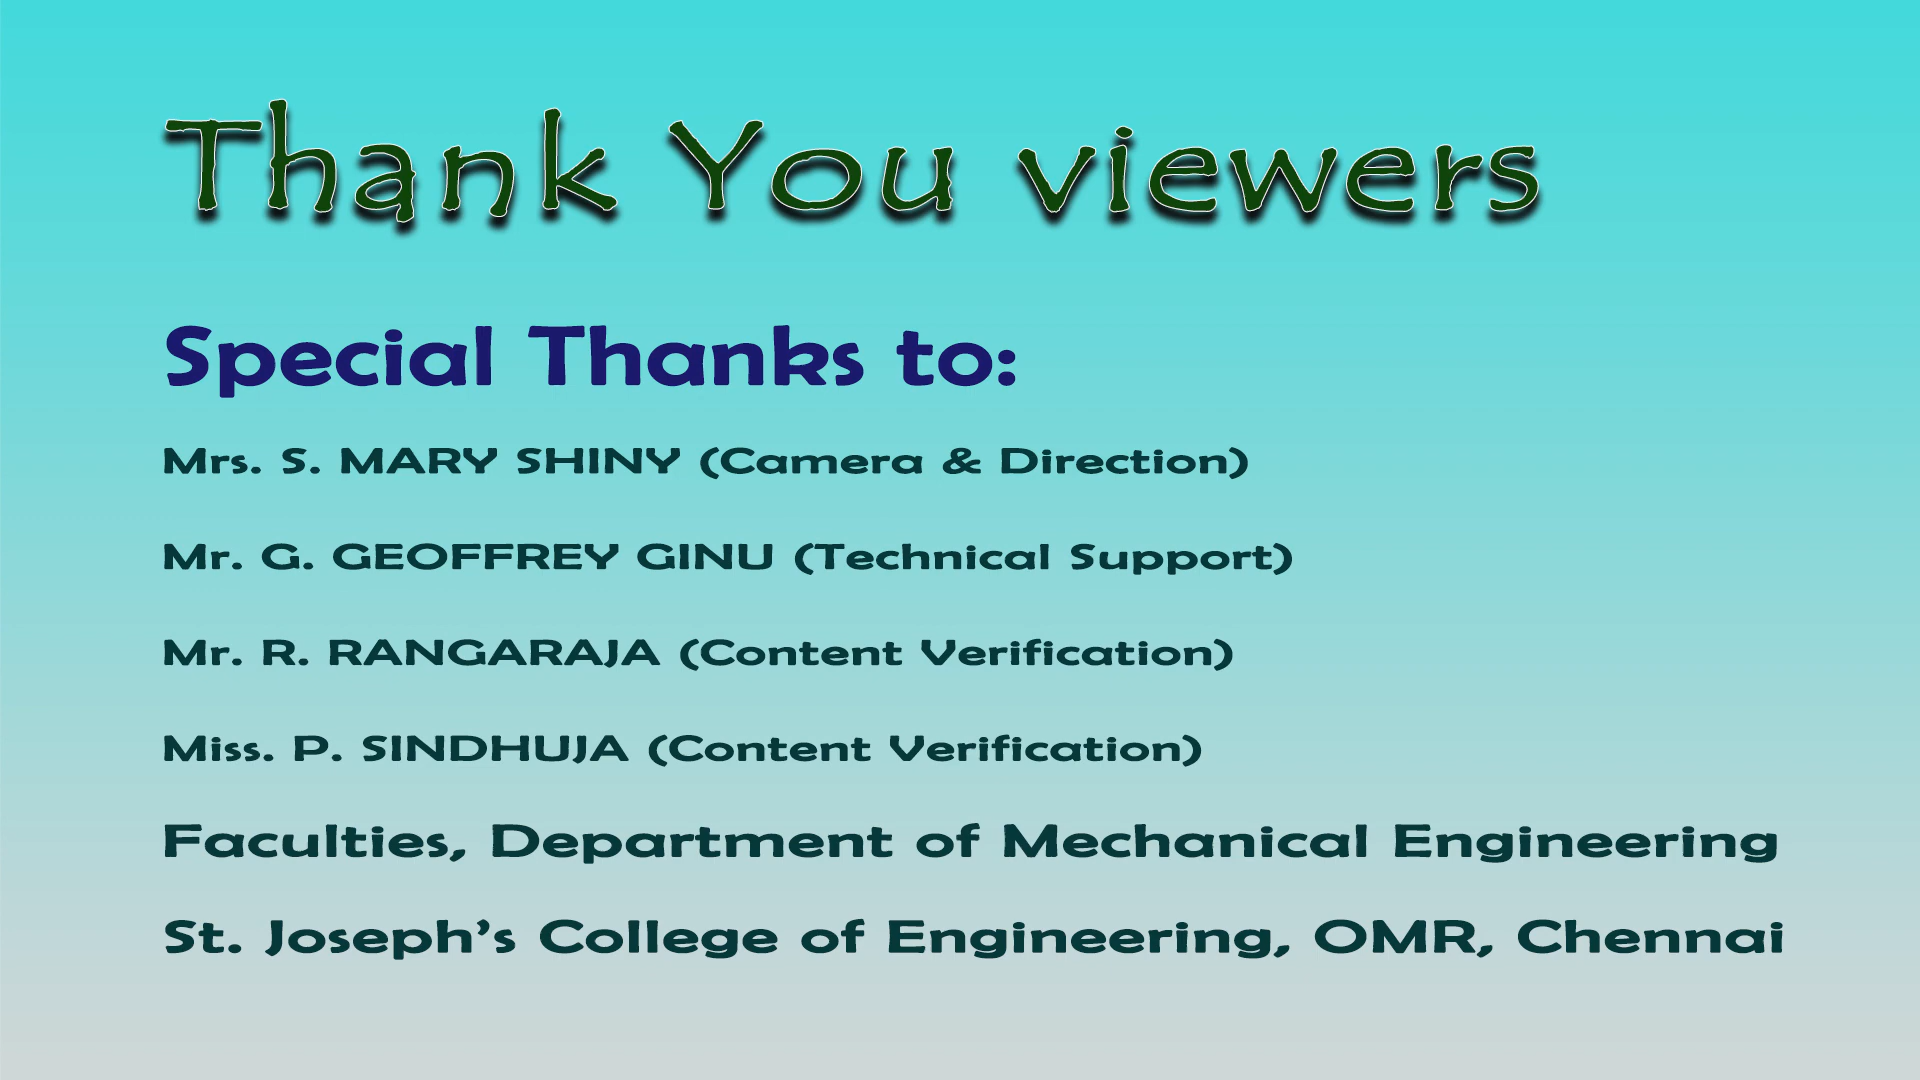 Thank You viewers
Special Thanks to:
Mrs. S. MARY SHINY (Camera & Direction)
Mr. G. GEOFFREY GINU (Technical Support)
Mr. R. RANGARAJA (Content Verification)
Miss. P. SINDHUJA (Content Verification)
Faculties, Department of Mechanical Engineering
St. Joseph’s College of Engineering, OMR, Chennai